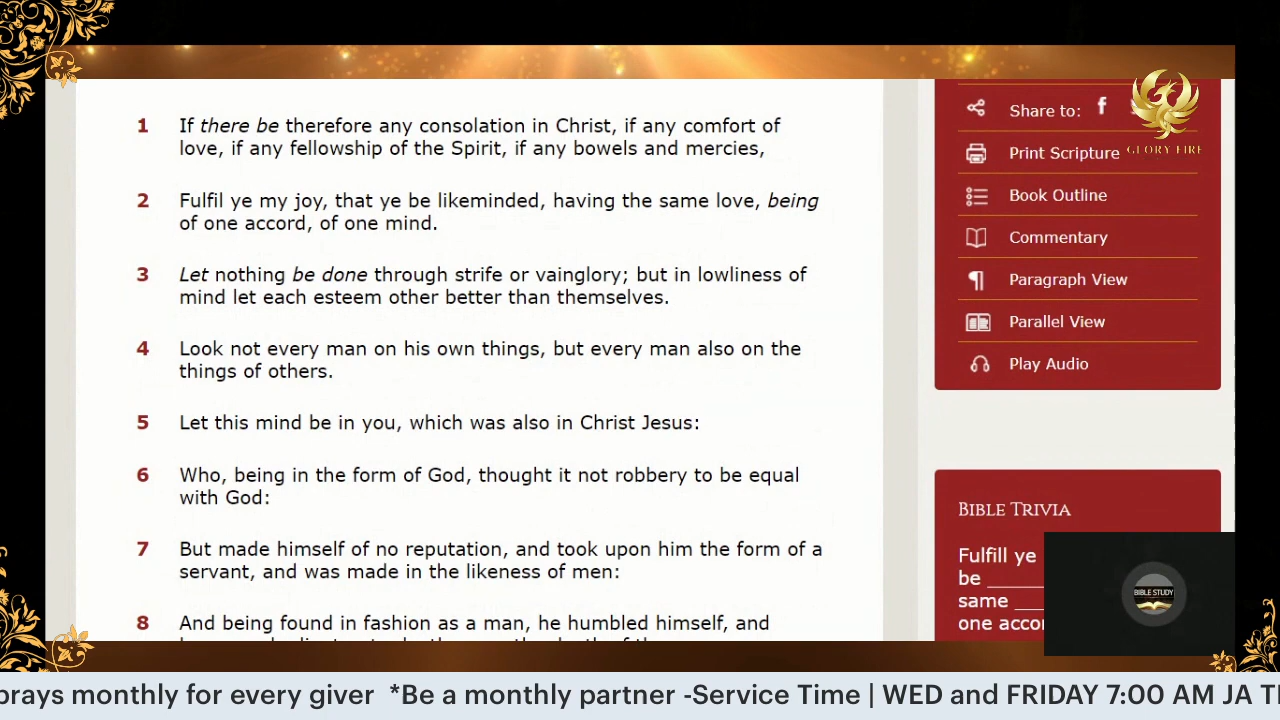 1 If there be therefore any consolation in Christ, if any comfort of
love, if any fellowship of the Spirit, if any bowels and mercies,
2 Fulfil ye my joy, that ye be likeminded, having the same love, being
of one accord, of one mind.
3 Let nothing be done through strife or vainglory; but in lowliness of
mind let each esteem other better than themselves.
4 Look not every man on his own things, but every man also on the
things of others.
5 Let this mind be in you, which was also in Christ Jesus:
6 Who, being in the form of God, thought it not robbery to be equal
with God:
7 But made himself of no reputation, and took upon him the form of a
servant, and was made in the likeness of men:
8 And being found in fashion as a man, he humbled himself, and
Share to:
GLORY FIRE
Print Scripture
Book Outline
Commentary
Paragraph View
Parallel View
Play Audio
BIBLE TRIVIA
Fulfill ye
be
same
one
BIBLE STUDY
prays monthly for every giver *Be a monthly partner -Service Time | WED and FRIDAY 7:00 AM JA